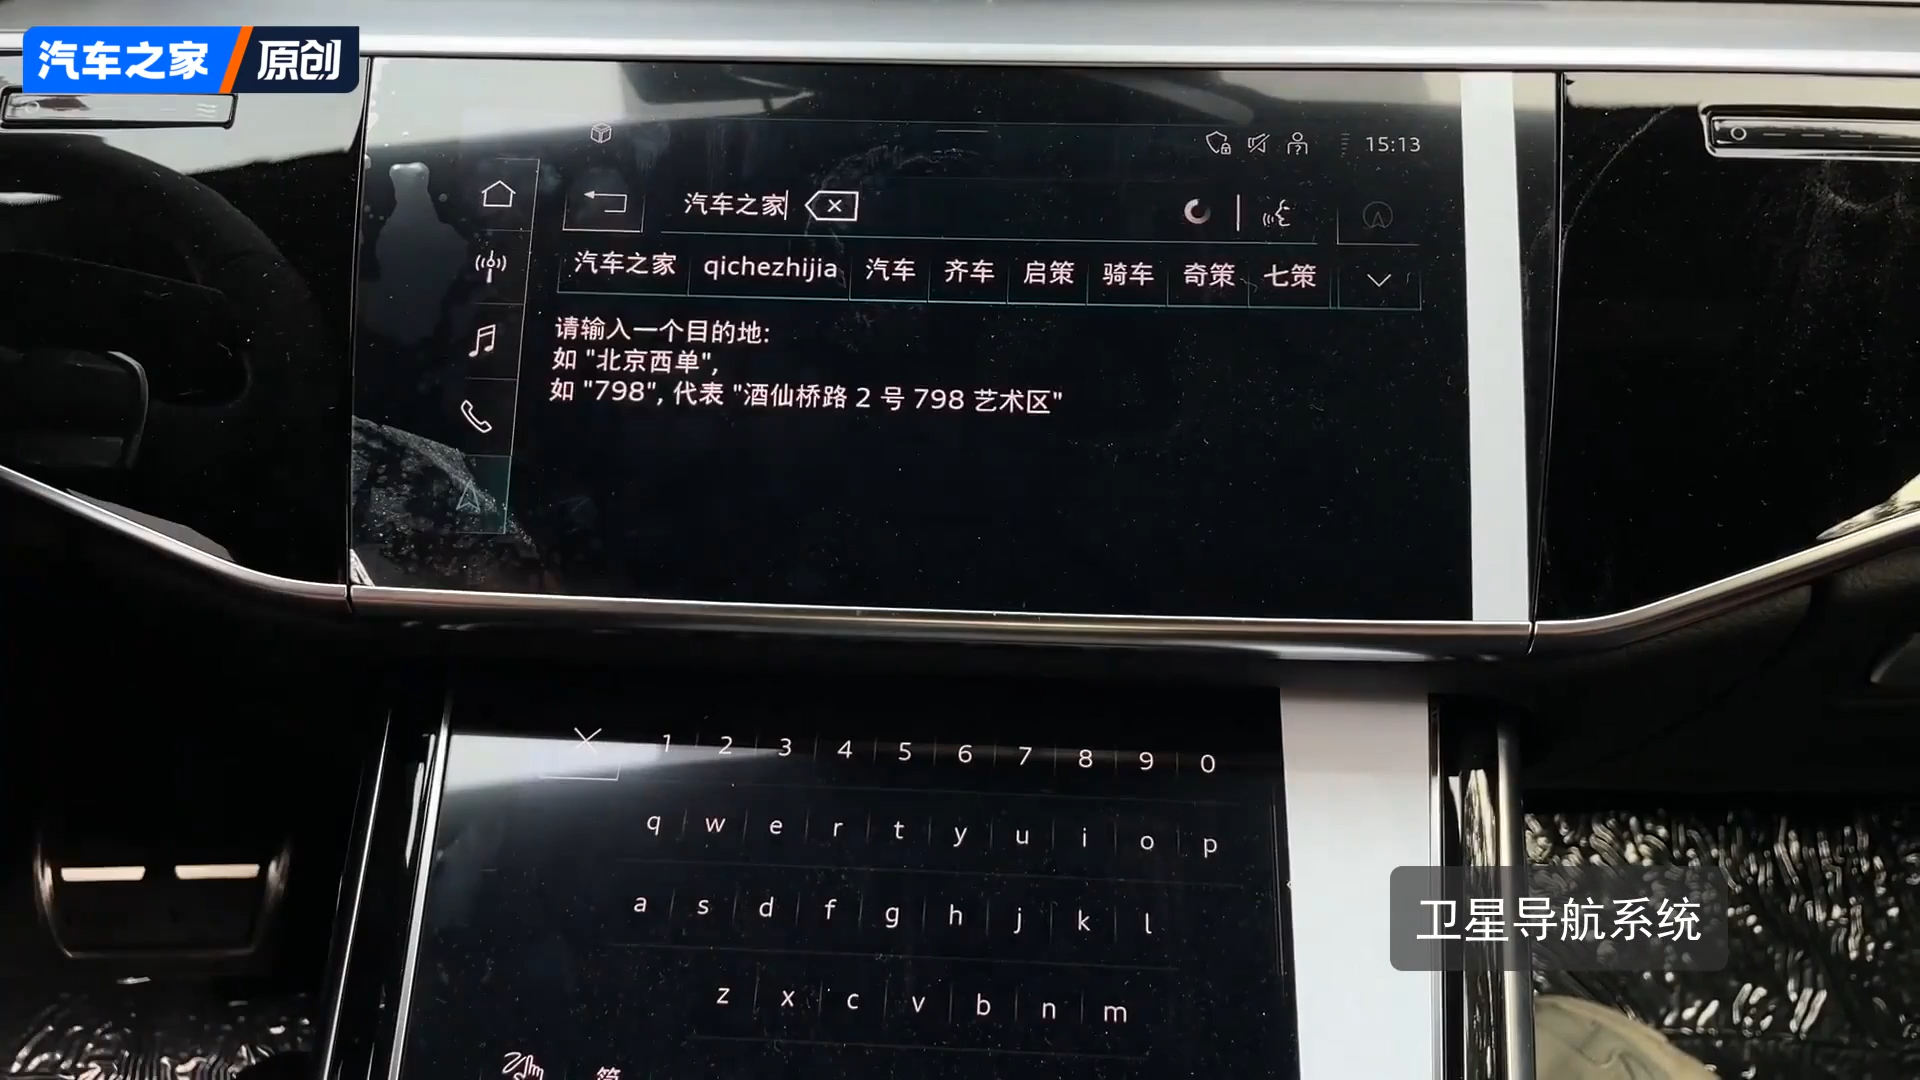 汽车之家 原创
15:13
汽车之家
汽车之家 qichezhijia 汽车 齐车 启策 骑车 奇策 七策
请输入一个目的地:
如 "北京西单",
如 "798", 代表 "酒仙桥路 2 号 798 艺术区"
1 2 3 4 5 6 7 8 9 0
q w e r t y u i o p
a s d f g h j k l
z x c v b n m
卫星导航系统